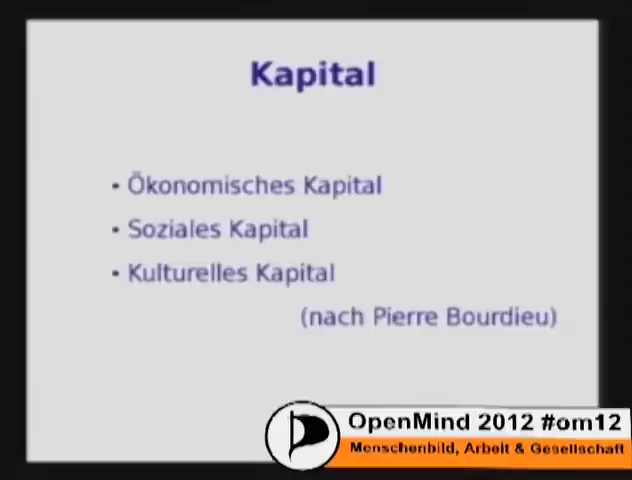 Kapital
• Ökonomisches Kapital
• Soziales Kapital
• Kulturelles Kapital
(nach Pierre Bourdieu)
OpenMind 2012 #om12
Menschenbild, Arbeit & Gesellschaft